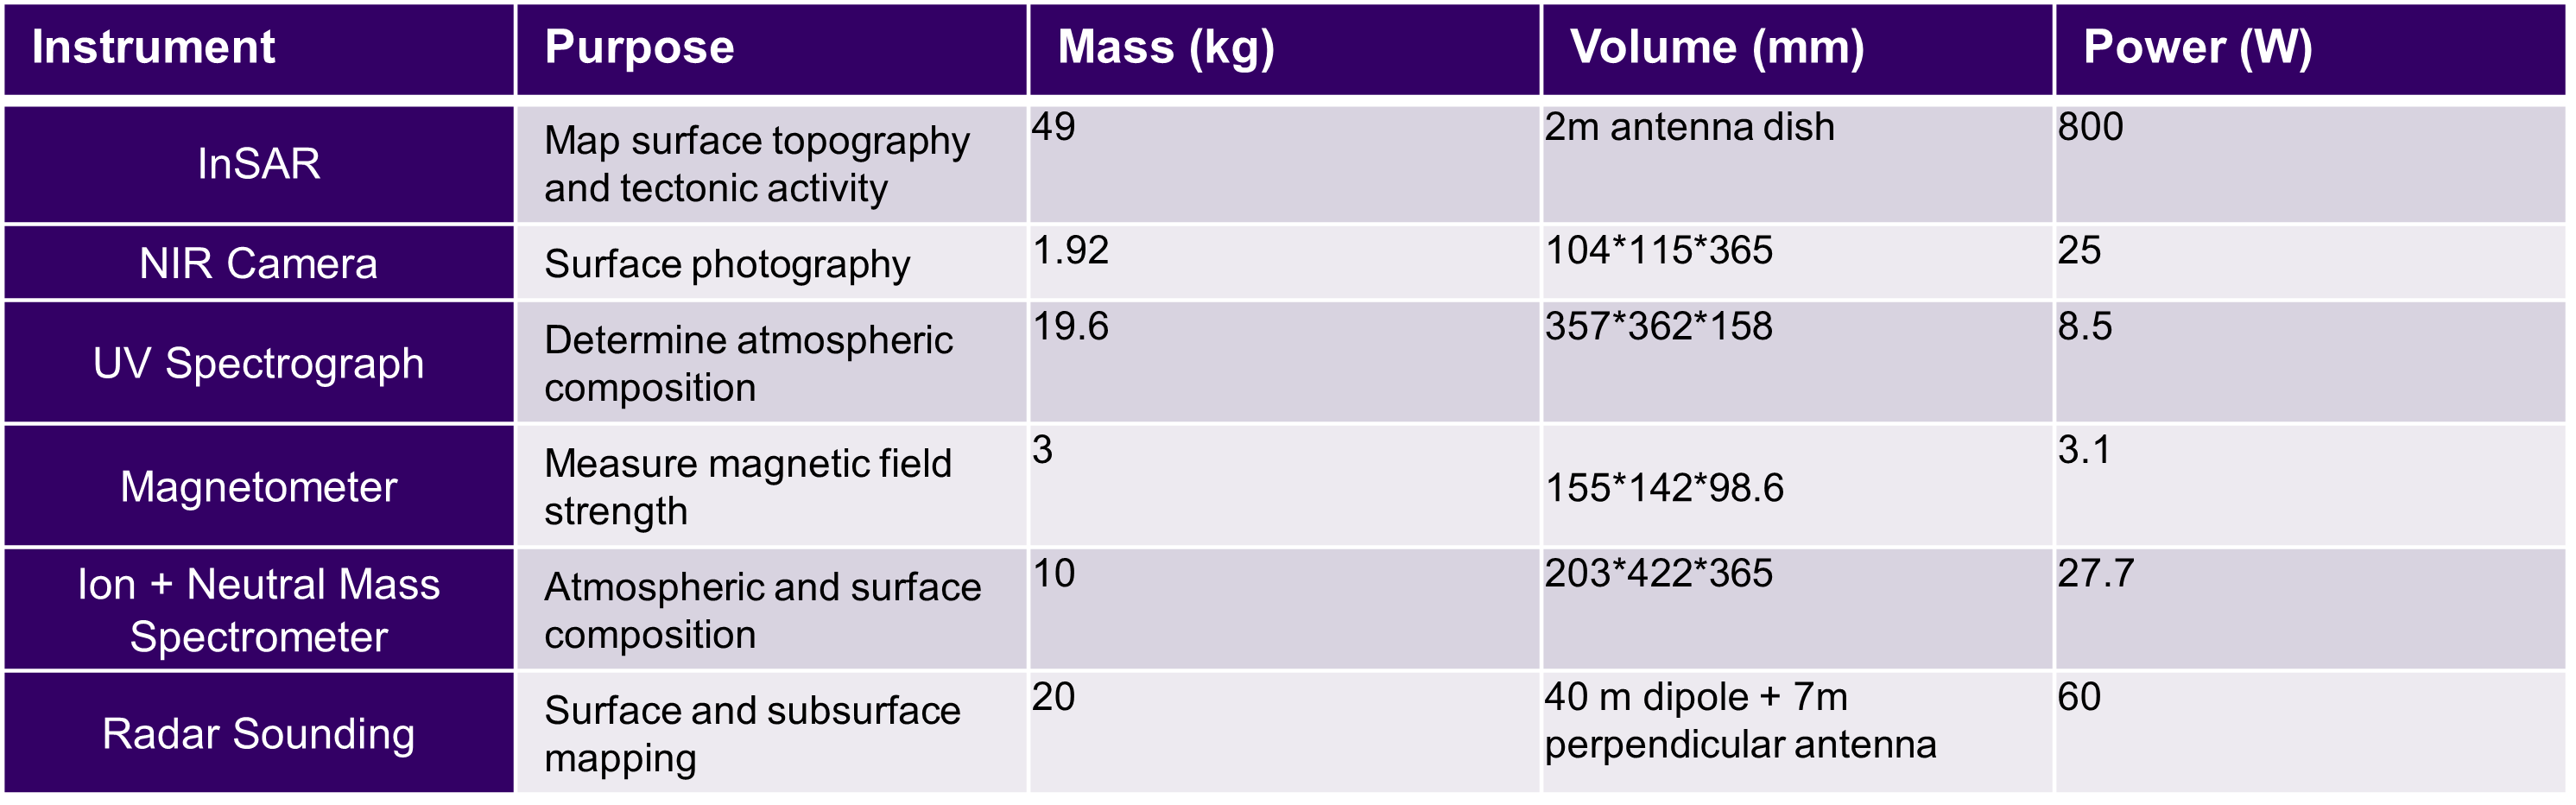 Instrument Purpose Mass (kg) Volume (mm) Power (W)
InSAR
Map surface topography
and tectonic activity
49
2m antenna dish
800
NIR Camera
Surface photography
1.92
104*115*365
25
UV Spectrograph
Determine atmospheric
composition
19.6
357*362*158
8.5
Magnetometer
Measure magnetic field
strength
3
155*142*98.6
3.1
Ion + Neutral Mass
Spectrometer
Atmospheric and surface
composition
10
203*422*365
27.7
Radar Sounding
Surface and subsurface
mapping
20
40 m dipole + 7m
perpendicular antenna
60